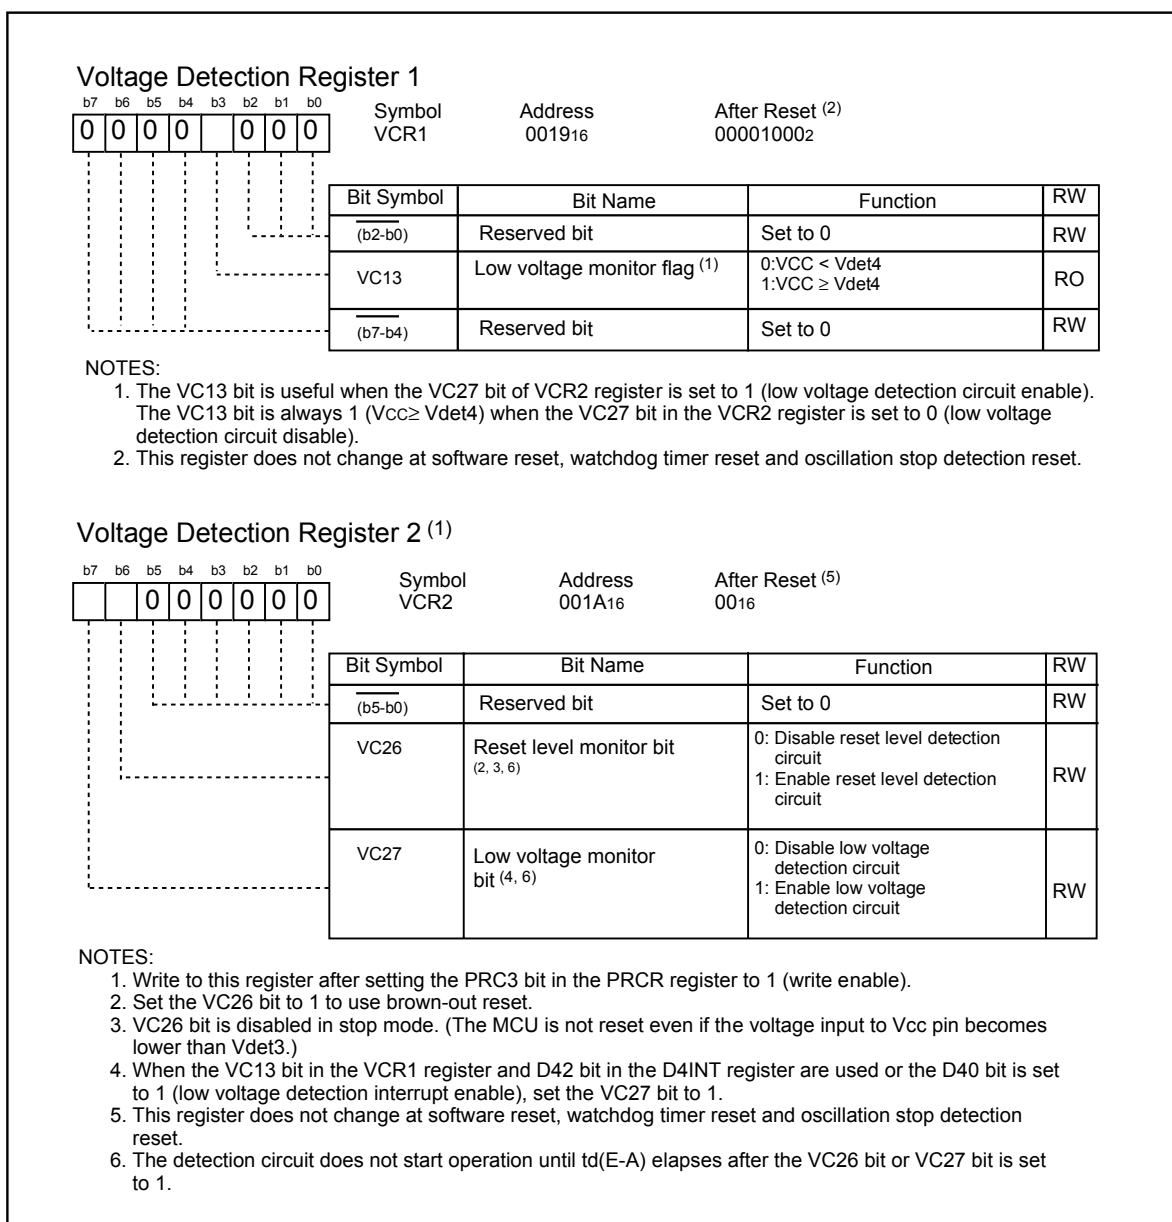 Voltage Detection Register 1
b7 b6 b5 b4 b3 b2 b1 b0
0 0 0 0 0 0 0
Symbol Address After Reset (2)
VCR1 001916 000010002
Bit Symbol Bit Name Function RW
(b2-b0) Reserved bit Set to 0 RW
VC13 Low voltage monitor flag (1) 0:VCC < Vdet4
1:VCC ≥ Vdet4 RO
(b7-b4) Reserved bit Set to 0 RW
NOTES:
1. The VC13 bit is useful when the VC27 bit of VCR2 register is set to 1 (low voltage detection circuit enable).
The VC13 bit is always 1 (VCC≥ Vdet4) when the VC27 bit in the VCR2 register is set to 0 (low voltage
detection circuit disable).
2. This register does not change at software reset, watchdog timer reset and oscillation stop detection reset.
Voltage Detection Register 2 (1)
b7 b6 b5 b4 b3 b2 b1 b0
0 0 0 0 0 0
Symbol Address After Reset (5)
VCR2 001A16 0016
Bit Symbol Bit Name Function RW
(b5-b0) Reserved bit Set to 0 RW
VC26 Reset level monitor bit
(2, 3, 6)
0: Disable reset level detection
circuit
1: Enable reset level detection
circuit
RW
VC27 Low voltage monitor
bit (4, 6)
0: Disable low voltage
detection circuit
1: Enable low voltage
detection circuit
RW
NOTES:
1. Write to this register after setting the PRC3 bit in the PRCR register to 1 (write enable).
2. Set the VC26 bit to 1 to use brown-out reset.
3. VC26 bit is disabled in stop mode. (The MCU is not reset even if the voltage input to Vcc pin becomes
lower than Vdet3.)
4. When the VC13 bit in the VCR1 register and D42 bit in the D4INT register are used or the D40 bit is set
to 1 (low voltage detection interrupt enable), set the VC27 bit to 1.
5. This register does not change at software reset, watchdog timer reset and oscillation stop detection
reset.
6. The detection circuit does not start operation until td(E-A) elapses after the VC26 bit or VC27 bit is set
to 1.